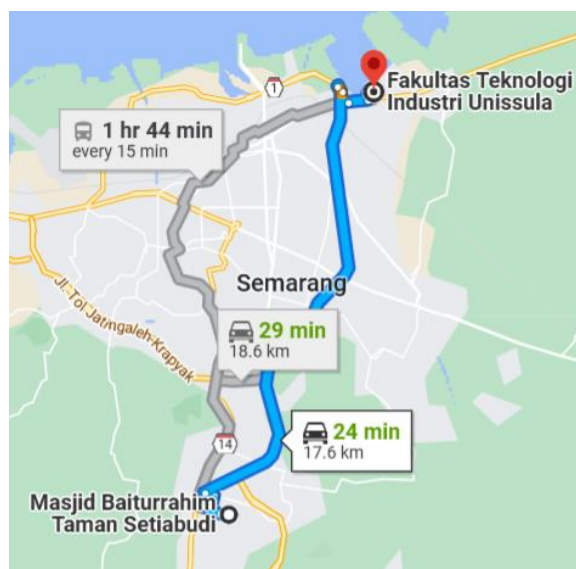 1
Fakultas Teknologi
Industri Unissula
1 hr 44 min
every 15 min
Semarang
Jl. Tol Jatingaleh-Krapyak
29 min
18.6 km
24 min
17.6 km
14
Masjid Baiturrahim
Taman Setiabudi